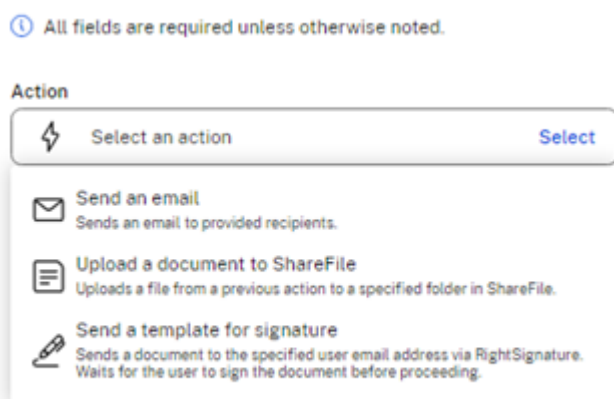 All fields are required unless otherwise noted.
Action
Select an action Select
Send an email
Sends an email to provided recipients.
Upload a document to ShareFile
Uploads a file from a previous action to a specified folder in ShareFile.
Send a template for signature
Sends a document to the specified user email address via RightSignature.
Waits for the user to sign the document before proceeding.